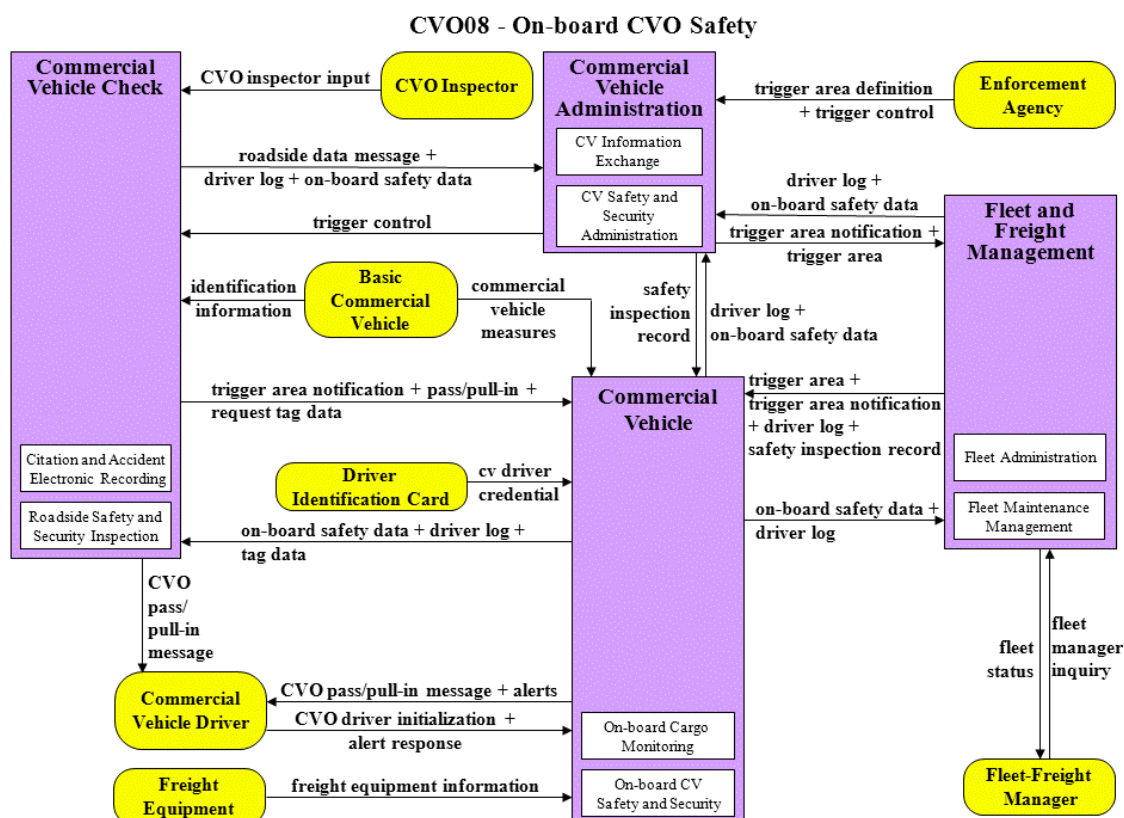 CVO08 - On-board CVO Safety
Commercial
Vehicle Check
CVO inspector input
CVO Inspector
Commercial
Vehicle
Administration
trigger area definition
+ trigger control
Enforcement
Agency
CV Information
Exchange
roadside data message +
driver log + on-board safety data
CV Safety and
Security
Administration
driver log +
on-board safety data
Fleet and
Freight
Management
trigger control
trigger area notification +
trigger area
identification
information
Basic
Commercial
Vehicle
commercial
vehicle
measures
safety
inspection
record
driver log +
on-board safety data
trigger area notification + pass/pull-in +
request tag data
Commercial
Vehicle
trigger area +
trigger area notification
+ driver log +
safety inspection record
Citation and Accident
Electronic Recording
Driver
Identification Card
cv driver
credential
Fleet Administration
Roadside Safety and
Security Inspection
on-board safety data + driver log +
tag data
on-board safety data +
driver log
Fleet Maintenance
Management
CVO
pass/
pull-in
message
fleet
status
fleet
manager
inquiry
Commercial
Vehicle Driver
CVO pass/pull-in message + alerts
CVO driver initialization +
alert response
On-board Cargo
Monitoring
Freight
Equipment
freight equipment information
On-board CV
Safety and Security
Fleet-Freight
Manager